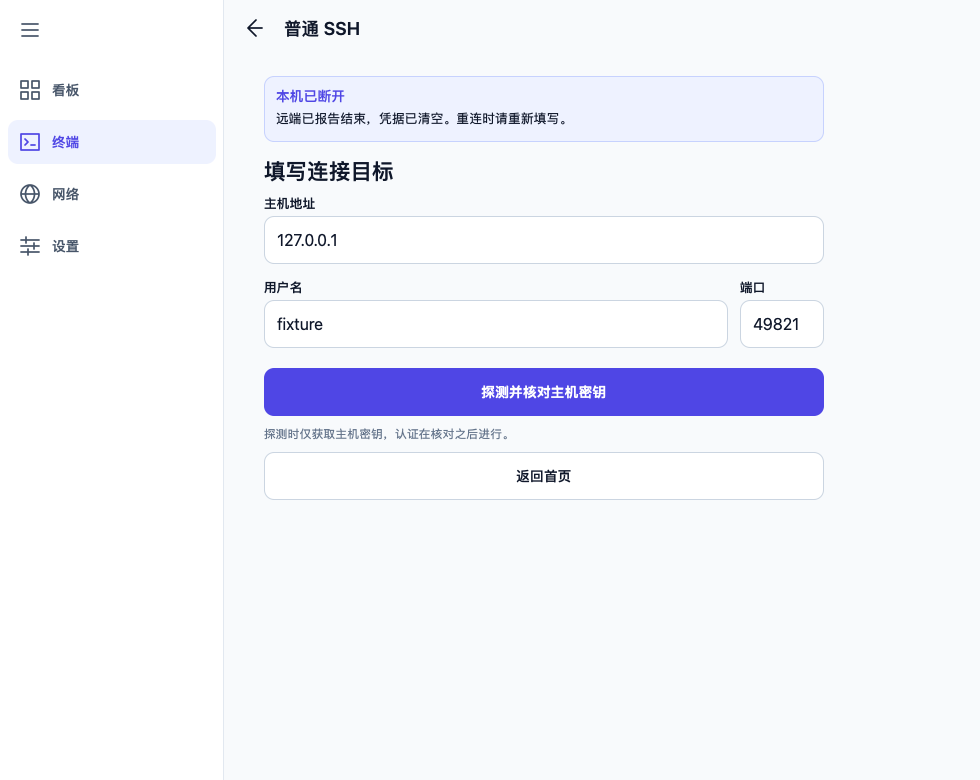 普通 SSH
看板
终端
网络
设置
本机已断开
远端已报告结束，凭据已清空。重连时请重新填写。
填写连接目标
主机地址
127.0.0.1
用户名
端口
fixture
49821
探测并核对主机密钥
探测时仅获取主机密钥，认证在核对之后进行。
返回首页